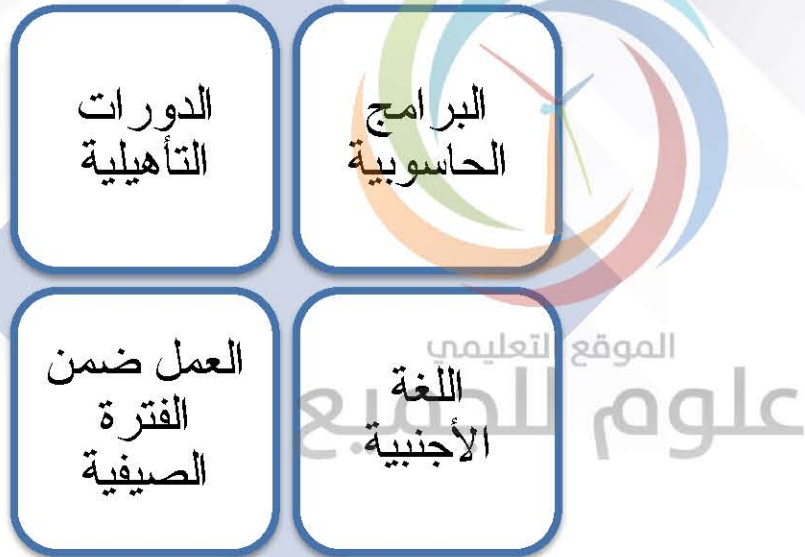 البرامج
الحاسوبية
الدورات
التأهيلية
اللغة
الأجنبية
العمل ضمن
الفترة
الصيفية
الموقع التعليمي
علوم للجميع